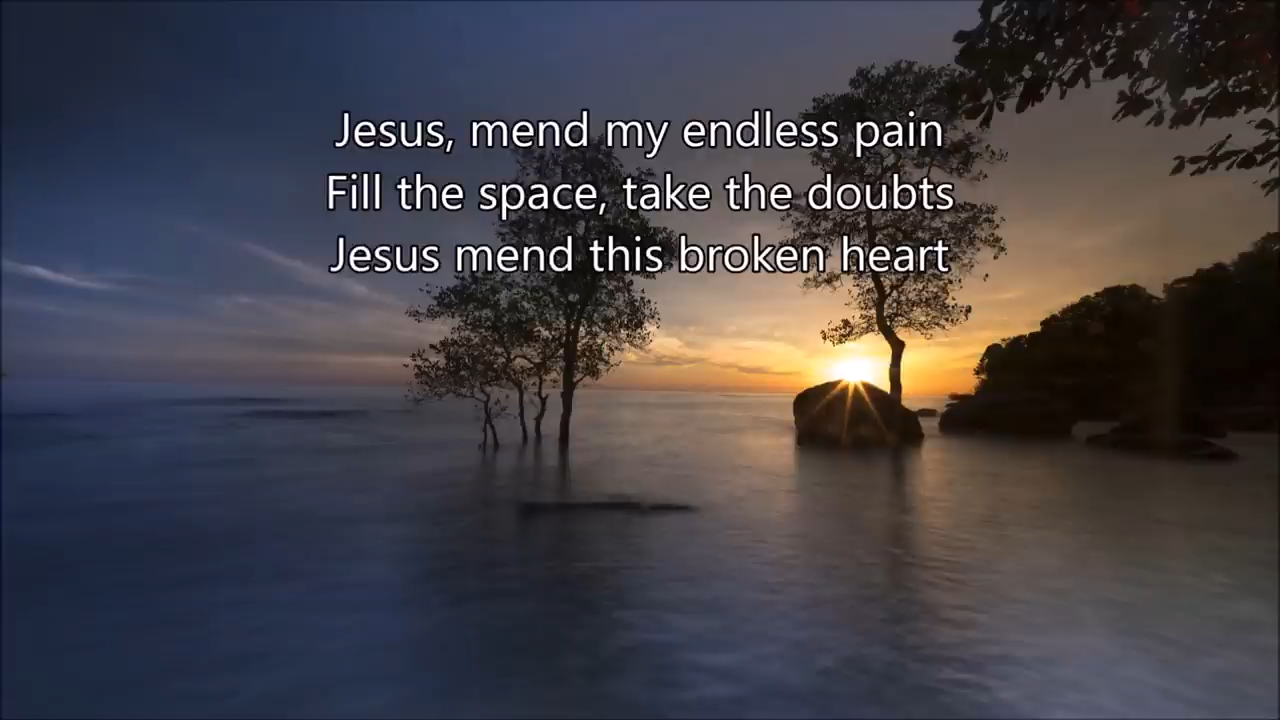 Jesus, mend my endless pain
Fill the space, take the doubts
Jesus mend this broken heart